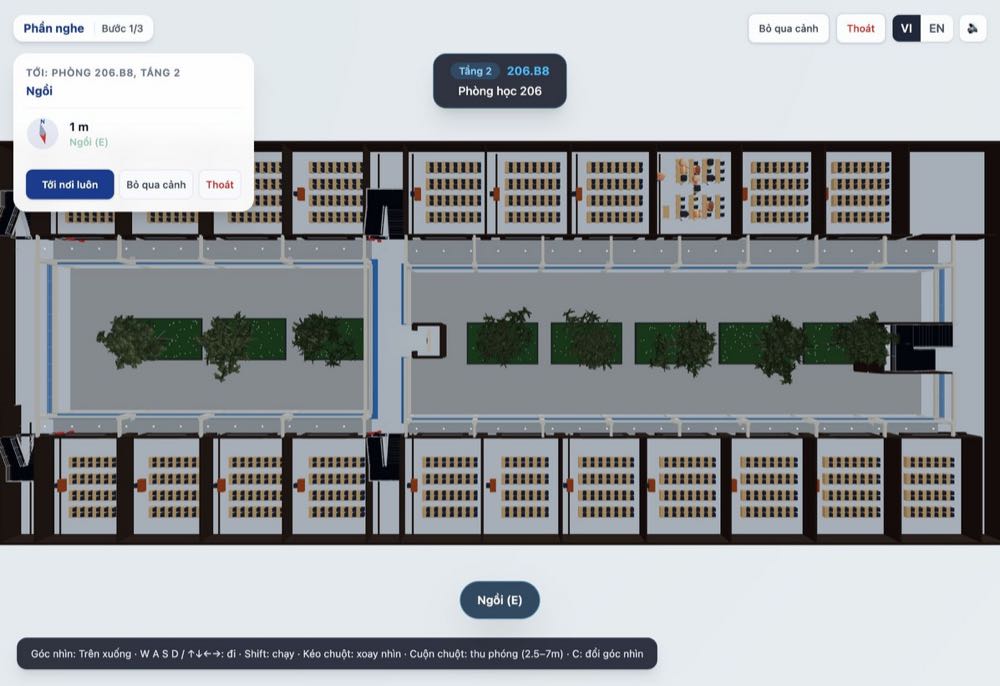 Phần nghe
Bước 1/3
Bỏ qua cảnh
Thoát
VI
EN
TỚI: PHÒNG 206.B8, TẦNG 2
Ngồi
N
1 m
Ngồi (E)
Tới nơi luôn
Bỏ qua cảnh
Thoát
Tầng 2
206.B8
Phòng học 206
Ngồi (E)
Góc nhìn: Trên xuống · W A S D / ↑↓←→: đi · Shift: chạy · Kéo chuột: xoay nhìn · Cuộn chuột: thu phóng (2.5–7m) · C: đổi góc nhìn